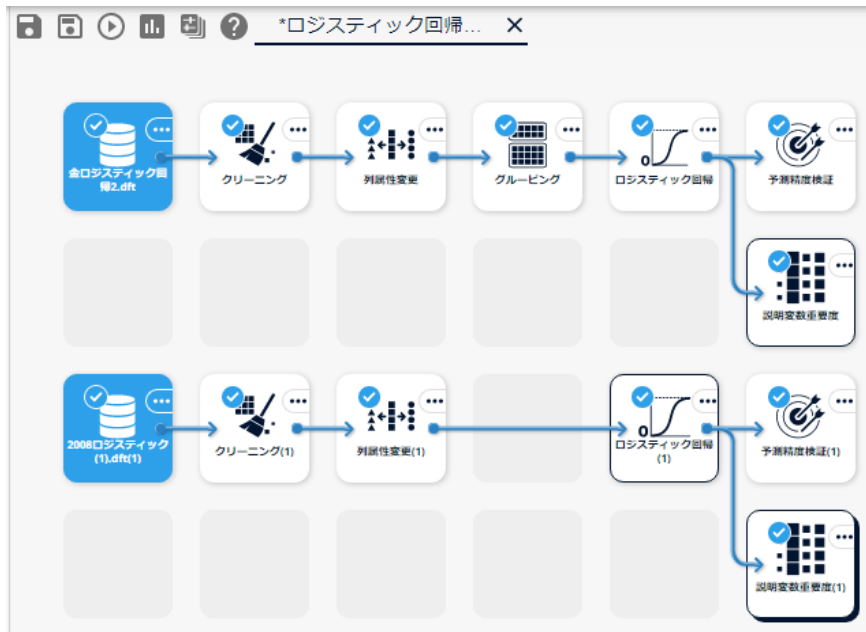 *ロジスティック回帰...
金ロジスティック回
帰2.dft
クリーニング
列属性変更
グルーピング
ロジスティック回帰
予測精度検証
説明変数重要度
2008ロジスティック
(1).dft(1)
クリーニング(1)
列属性変更(1)
ロジスティック回帰
(1)
予測精度検証(1)
説明変数重要度(1)